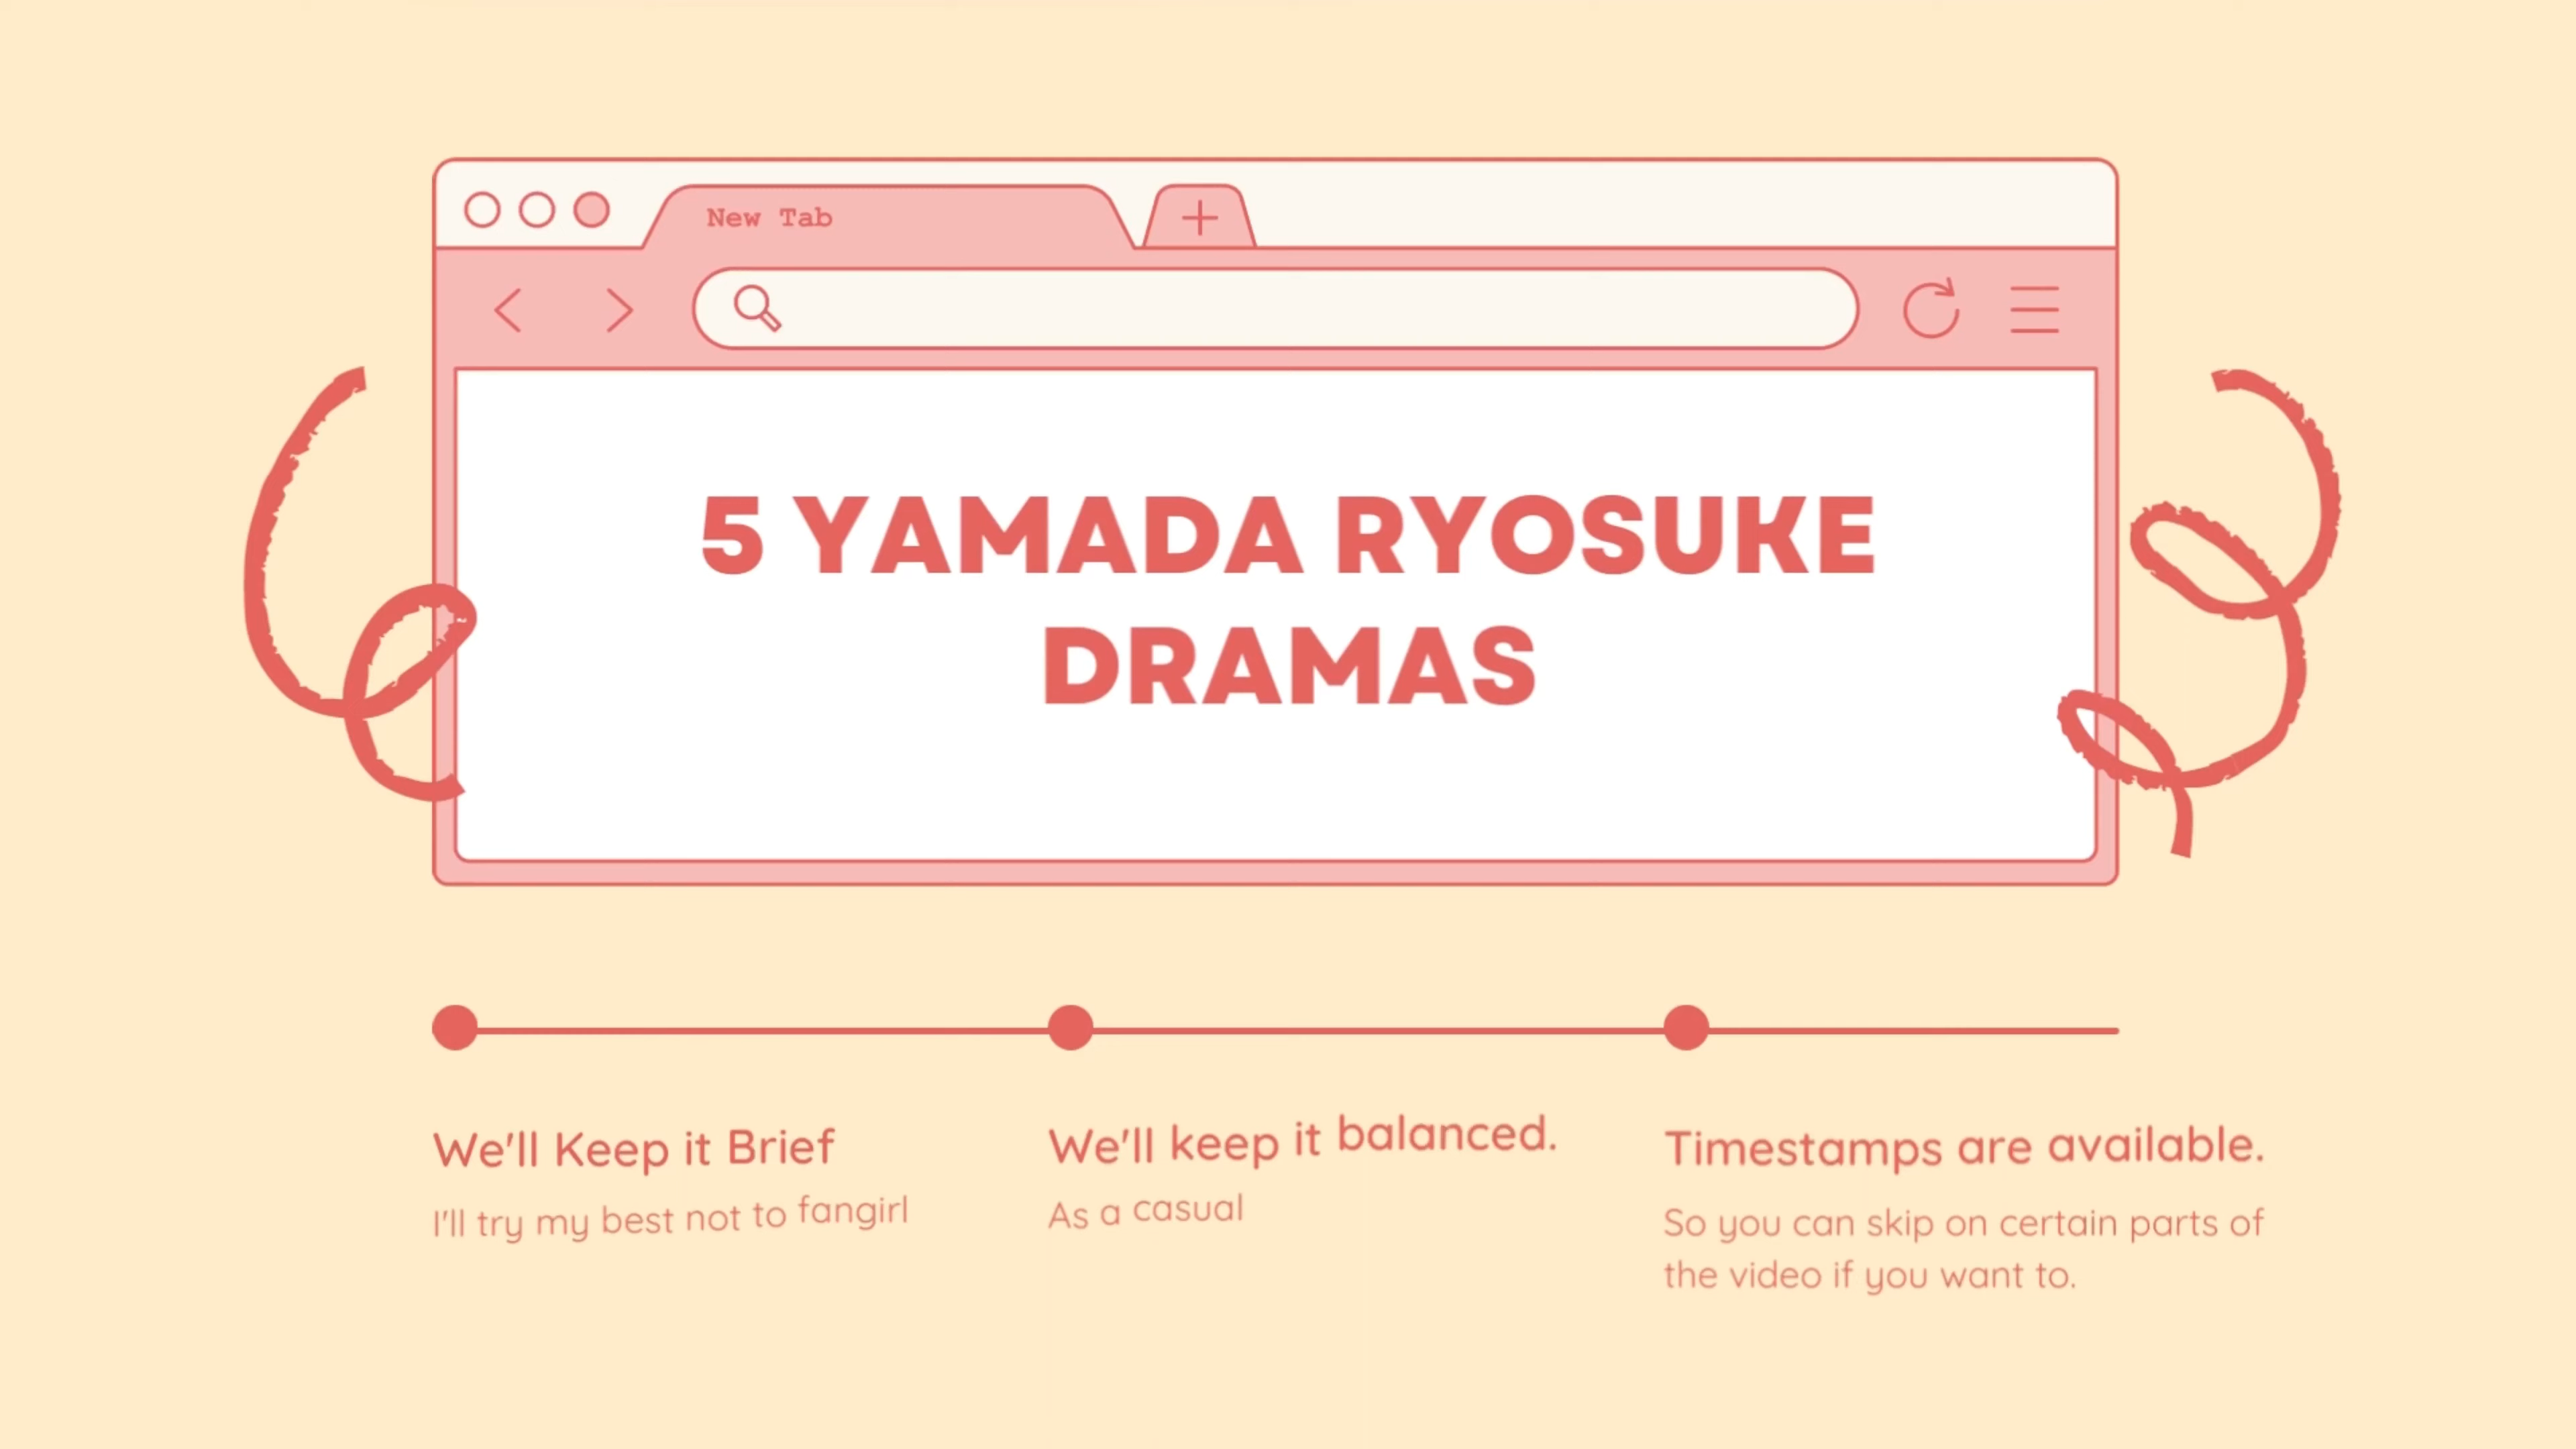 New Tab
5 YAMADA RYOSUKE
DRAMAS
We'll Keep it Brief
I'll try my best not to fangirl
We'll keep it balanced.
As a casual
Timestamps are available.
So you can skip on certain parts of
the video if you want to.